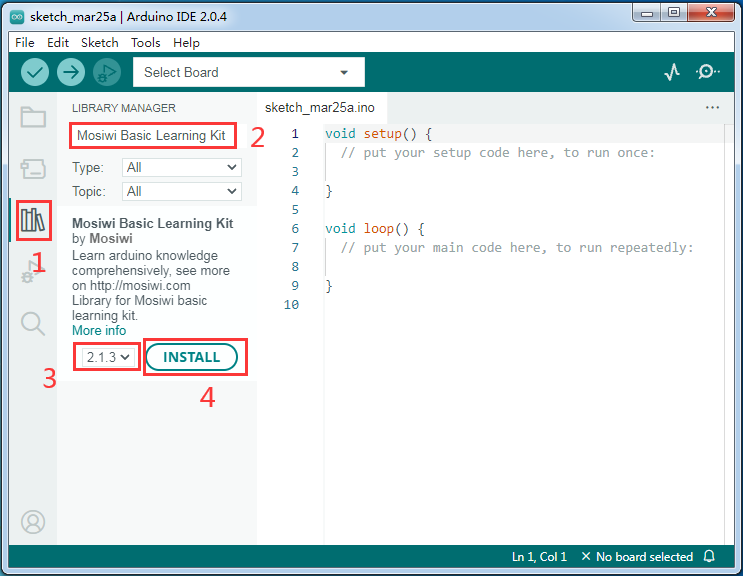 sketch_mar25a | Arduino IDE 2.0.4
File Edit Sketch Tools Help
Select Board
LIBRARY MANAGER
Mosiwi Basic Learning Kit
2
Type: All
Topic: All
1
Mosiwi Basic Learning Kit
by Mosiwi
Learn arduino knowledge
comprehensively, see more
on http://mosiwi.com
Library for Mosiwi basic
learning kit.
More info
2.1.3
INSTALL
3
4
sketch_mar25a.ino
1 void setup() {
2 // put your setup code here, to run once:
3
4 }
5
6 void loop() {
7 // put your main code here, to run repeatedly:
8
9 }
10
Ln 1, Col 1
No board selected